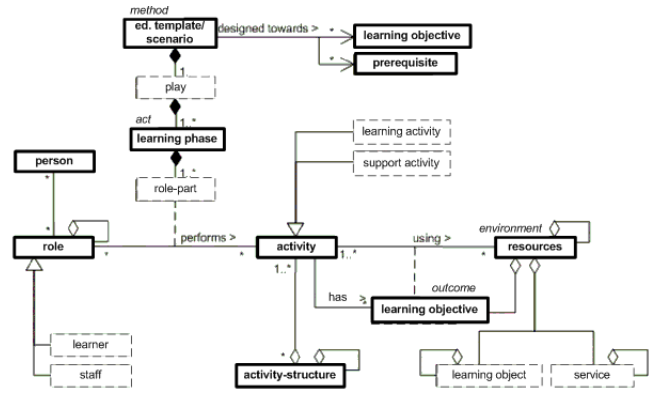 method
ed. template/
scenario
designed towards >
*
learning objective
*
prerequisite
1
play
act
1..*
learning phase
1..*
role-part
learning activity
support activity
person
*
*
role
*
performs >
*
activity
1..*
using >
*
environment
resources
1..*
has >
*
outcome
learning objective
learner
staff
*
activity-structure
learning object
service